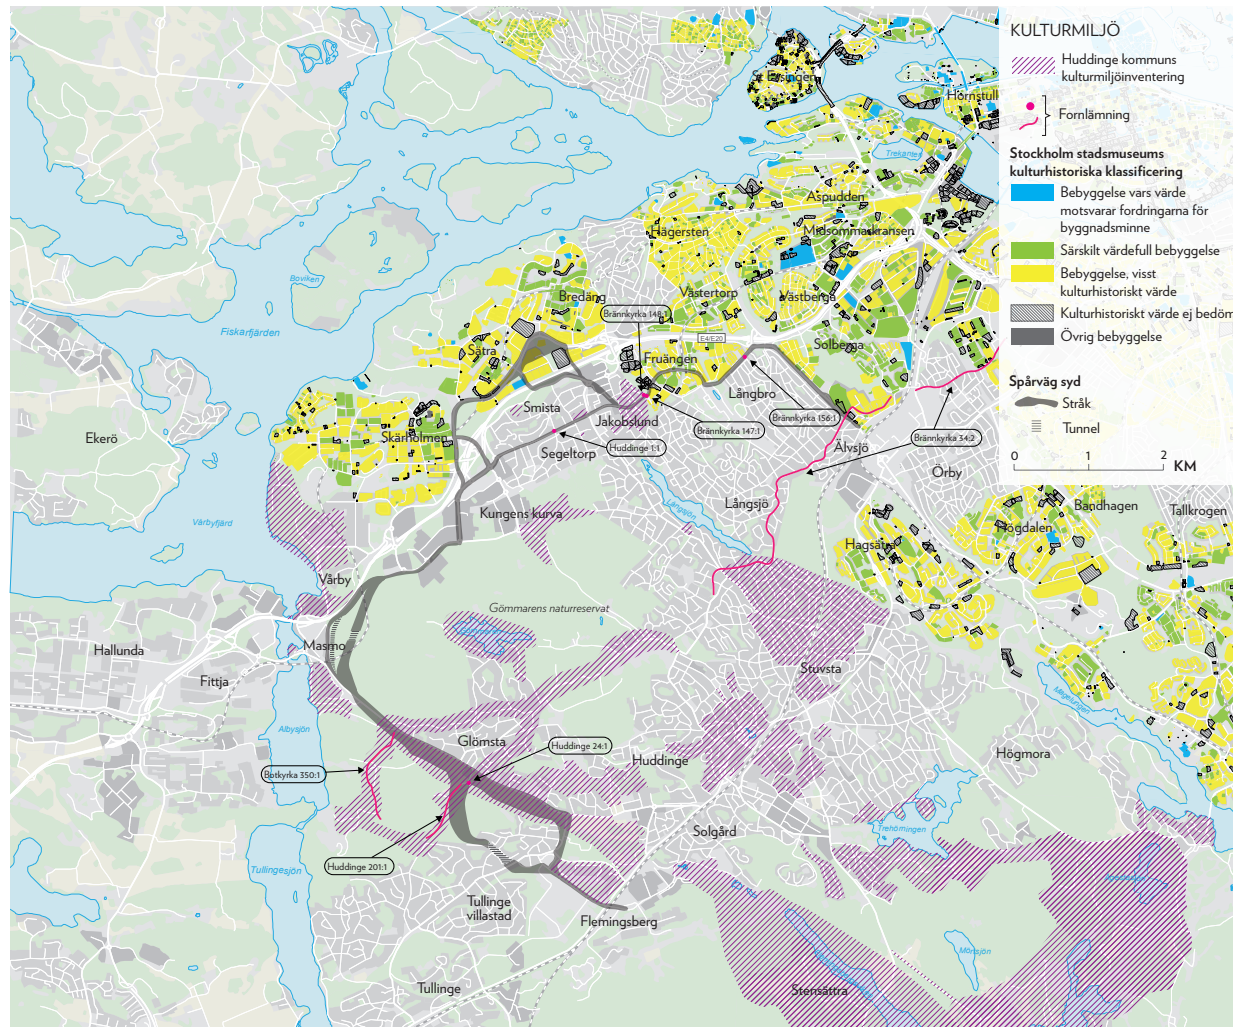 KULTURMILJÖ
Huddinge kommuns
kulturmiljöinventering
Fornlämning
Stockholm stadsmuseums
kulturhistoriska klassificering
Bebyggelse vars värde
motsvarar fordringarna för
byggnadsminne
Särskilt värdefull bebyggelse
Bebyggelse, visst
kulturhistoriskt värde
Kulturhistoriskt värde ej bedöm
Övrig bebyggelse
Spårväg syd
Stråk
Tunnel
0 1 2 KM
St Essingen
Hornstull
Trekanten
Aspudden
Hägersten
Midsommarkransen
Boviken
Bredäng
Västertorp
Västberga
Brännkyrka 148:1
Fiskarfjärden
E4/E20
Solberga
Sätra
Fruängen
Långbro
Smista
Jakobslund
Brännkyrka 156:1
Brännkyrka 147:1
Ekerö
Skärholmen
Segeltorp
Huddinge 1:1
Älvsjö
Brännkyrka 34:2
Örby
Långsjön
Långsjö
Kungens kurva
Vårbyfjärd
Bandhagen
Tallkrogen
Högdalen
Hagsätra
Vårby
Gömmarens naturreservat
Gömmaren
Hallunda
Masmo
Fittja
Stuvsta
Magelungen
Albysjön
Glömsta
Huddinge 24:1
Huddinge
Högmora
Botkyrka 350:1
Solgård
Trehörningen
Huddinge 201:1
Tullingesjön
Tullinge
villastad
Flemingsberg
Mörtsjön
Tullinge
Stensättra